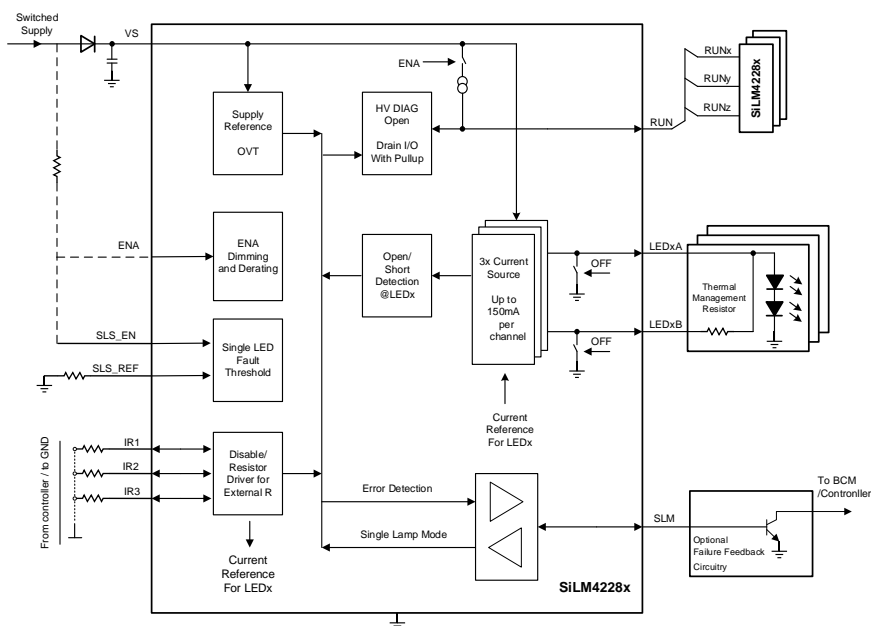 Switched
Supply
VS
ENA
Supply
Reference
OVT
HV DIAG
Open
Drain I/O
With Pullup
RUN
RUNx
RUNy
RUNz
SiLM4228x
ENA
ENA
Dimming
and Derating
Open/
Short
Detection
@LEDx
3x Current
Source
Up to
150mA
per
channel
OFF
LEDxA
OFF
LEDxB
Thermal
Management
Resistor
SLS_EN
SLS_REF
Single LED
Fault
Threshold
Current
Reference
For LEDx
From controller / to GND
IR1
IR2
IR3
Disable/
Resistor
Driver for
External R
Current
Reference
For LEDx
Error Detection
Single Lamp Mode
SLM
To BCM
/Contronller
Optional
Failure Feedback
Circuitry
SiLM4228x